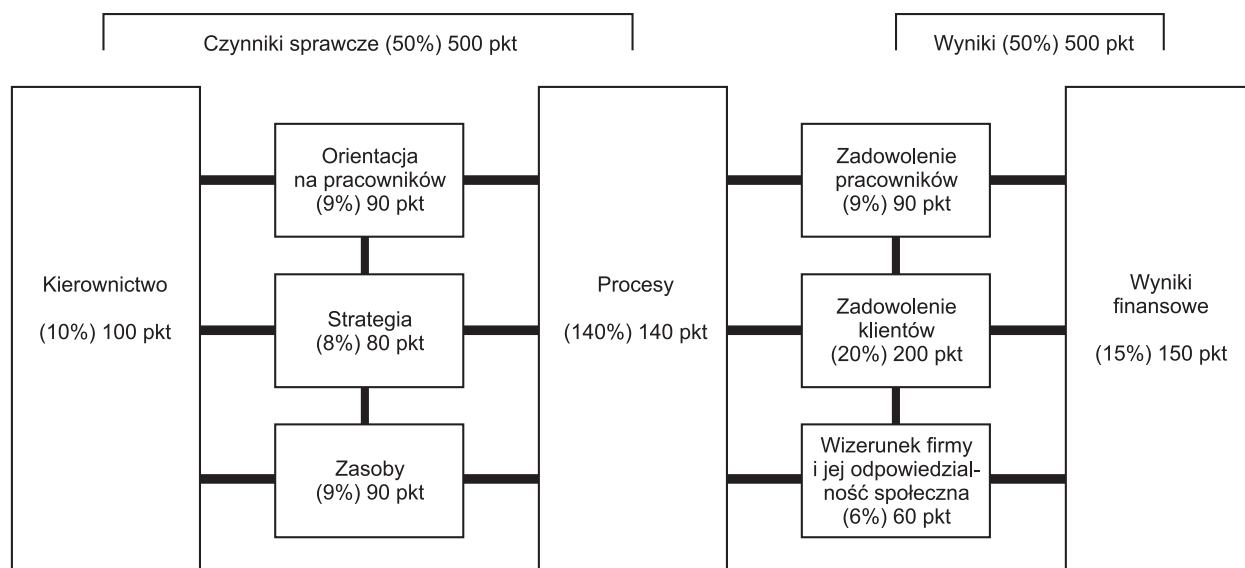 Czynniki sprawcze (50%) 500 pkt
Wyniki (50%) 500 pkt
Kierownictwo
(10%) 100 pkt
Orientacja
na pracowników
(9%) 90 pkt
Strategia
(8%) 80 pkt
Zasoby
(9%) 90 pkt
Procesy
(140%) 140 pkt
Zadowolenie
pracowników
(9%) 90 pkt
Zadowolenie
klientów
(20%) 200 pkt
Wizerunek firmy
i jej odpowiedzial-
ność społeczna
(6%) 60 pkt
Wyniki
finansowe
(15%) 150 pkt